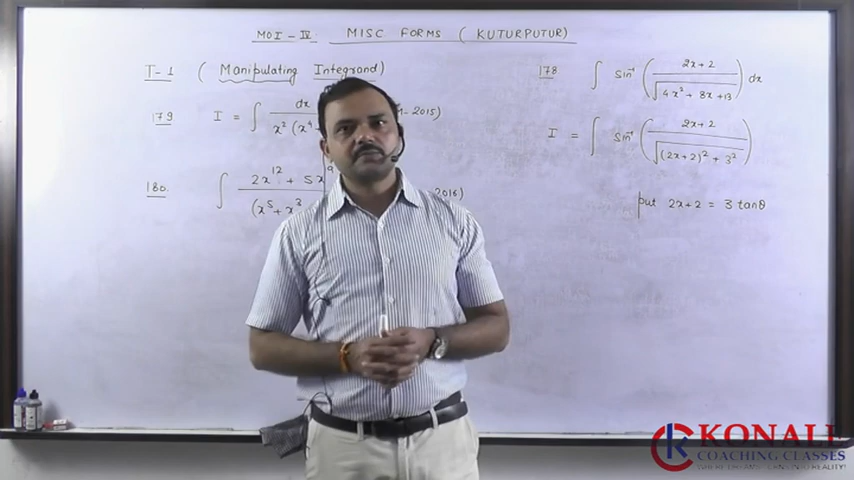 MOI - IV: MISC FORMS (KUTURPUTUR)
T-1 (Manipulating Integrand)
179 I = ∫ dx / x² (x⁴ - 2015)
180. ∫ 2x¹² + 5x⁹ / (x⁵ + x³ 2016)
178 ∫ sin⁻¹ ( 2x+2 / √4x² + 8x + 13 ) dx
I = ∫ sin⁻¹ ( 2x+2 / √(2x+2)² + 3² )
put 2x+2 = 3 tanθ
KONALE
COACHING CLASSES